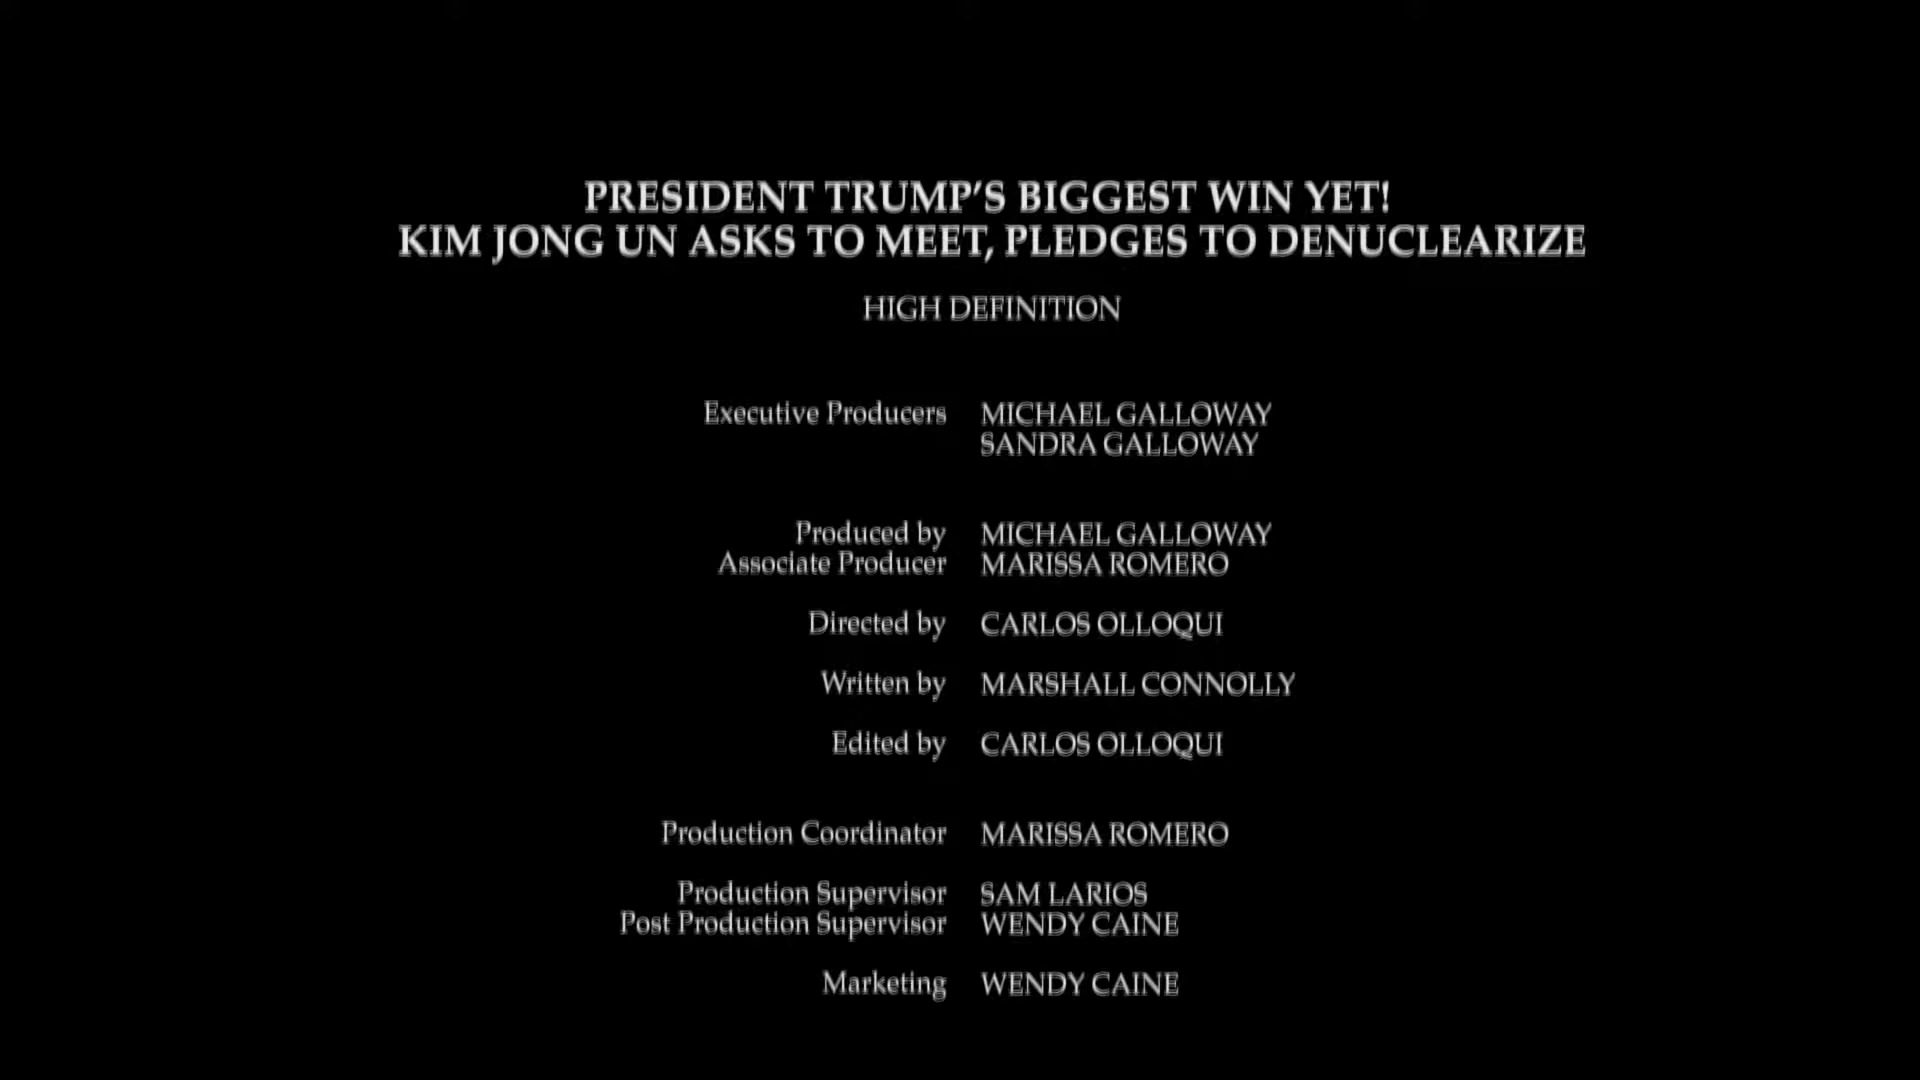 PRESIDENT TRUMP'S BIGGEST WIN YET!
KIM JONG UN ASKS TO MEET, PLEDGES TO DENUCLEARIZE
HIGH DEFINITION
Executive Producers MICHAEL GALLOWAY
SANDRA GALLOWAY
Produced by MICHAEL GALLOWAY
Associate Producer MARISSA ROMERO
Directed by CARLOS OLLOQUI
Written by MARSHALL CONNOLLY
Edited by CARLOS OLLOQUI
Production Coordinator MARISSA ROMERO
Production Supervisor SAM LARIOS
Post Production Supervisor WENDY CAINE
Marketing WENDY CAINE